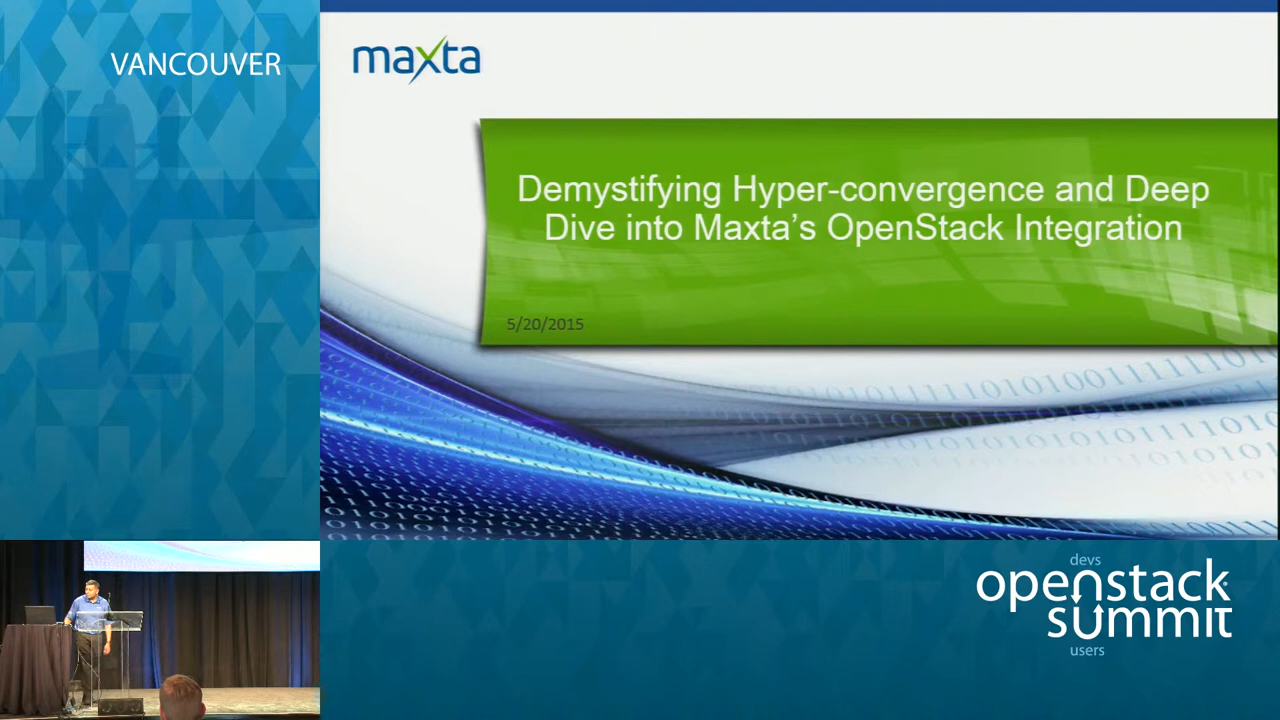 VANCOUVER
maxta
Demystifying Hyper-convergence and Deep
Dive into Maxta's OpenStack Integration
5/20/2015
devs
openstack
summit
users